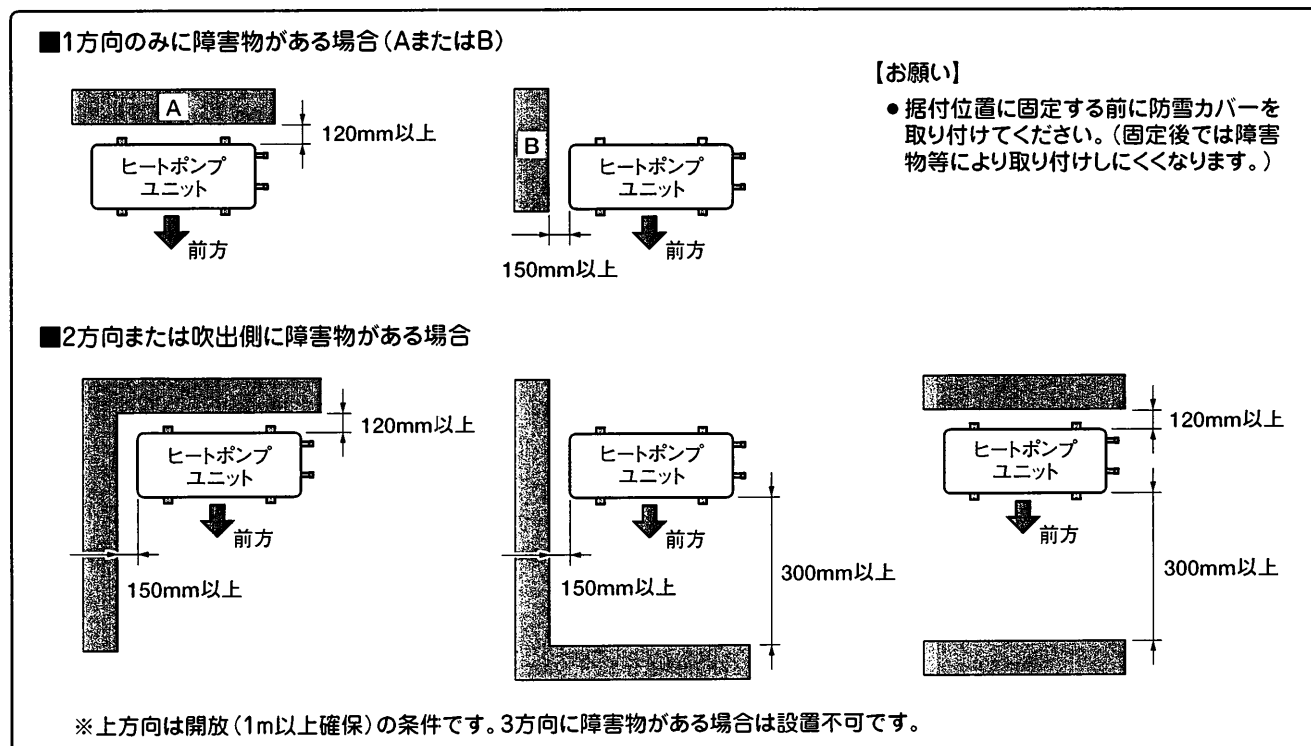 ■1方向のみに障害物がある場合(AまたはB)
A
120mm以上
ヒートポンプ
ユニット
前方
B
ヒートポンプ
ユニット
前方
150mm以上
【お願い】
●据付位置に固定する前に防雪カバーを
取り付けてください。(固定後では障害
物等により取り付けしにくくなります。)
■2方向または吹出側に障害物がある場合
120mm以上
ヒートポンプ
ユニット
前方
150mm以上
ヒートポンプ
ユニット
前方
150mm以上
300mm以上
120mm以上
ヒートポンプ
ユニット
前方
300mm以上
※上方向は開放(1m以上確保)の条件です。3方向に障害物がある場合は設置不可です。